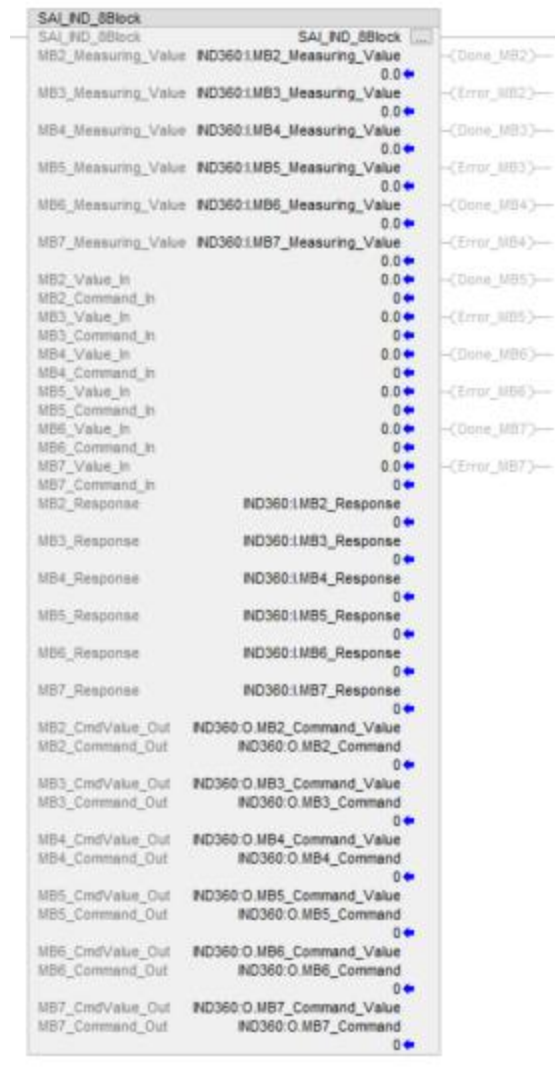 SAI_IND_8Block
SAI_IND_8Block SAI_IND_8Block ...
MB2_Measuring_Value IND360:I.MB2_Measuring_Value (Done_MB2)
0.0
MB3_Measuring_Value IND360:I.MB3_Measuring_Value (Error_MB2)
0.0
MB4_Measuring_Value IND360:I.MB4_Measuring_Value (Done_MB3)
0.0
MB5_Measuring_Value IND360:I.MB5_Measuring_Value (Error_MB3)
0.0
MB6_Measuring_Value IND360:I.MB6_Measuring_Value (Done_MB4)
0.0
MB7_Measuring_Value IND360:I.MB7_Measuring_Value (Error_MB4)
0.0
MB2_Value_In 0.0 (Done_MB5)
MB2_Command_In 0
MB3_Value_In 0.0 (Error_MB5)
MB3_Command_In 0
MB4_Value_In 0.0 (Done_MB6)
MB4_Command_In 0
MB5_Value_In 0.0 (Error_MB6)
MB5_Command_In 0
MB6_Value_In 0.0 (Done_MB7)
MB6_Command_In 0
MB7_Value_In 0.0 (Error_MB7)
MB7_Command_In 0
MB2_Response IND360:I.MB2_Response
0
MB3_Response IND360:I.MB3_Response
0
MB4_Response IND360:I.MB4_Response
0
MB5_Response IND360:I.MB5_Response
0
MB6_Response IND360:I.MB6_Response
0
MB7_Response IND360:I.MB7_Response
0
MB2_CmdValue_Out IND360:O.MB2_Command_Value
MB2_Command_Out IND360:O.MB2_Command
0
MB3_CmdValue_Out IND360:O.MB3_Command_Value
MB3_Command_Out IND360:O.MB3_Command
0
MB4_CmdValue_Out IND360:O.MB4_Command_Value
MB4_Command_Out IND360:O.MB4_Command
0
MB5_CmdValue_Out IND360:O.MB5_Command_Value
MB5_Command_Out IND360:O.MB5_Command
0
MB6_CmdValue_Out IND360:O.MB6_Command_Value
MB6_Command_Out IND360:O.MB6_Command
0
MB7_CmdValue_Out IND360:O.MB7_Command_Value
MB7_Command_Out IND360:O.MB7_Command
0